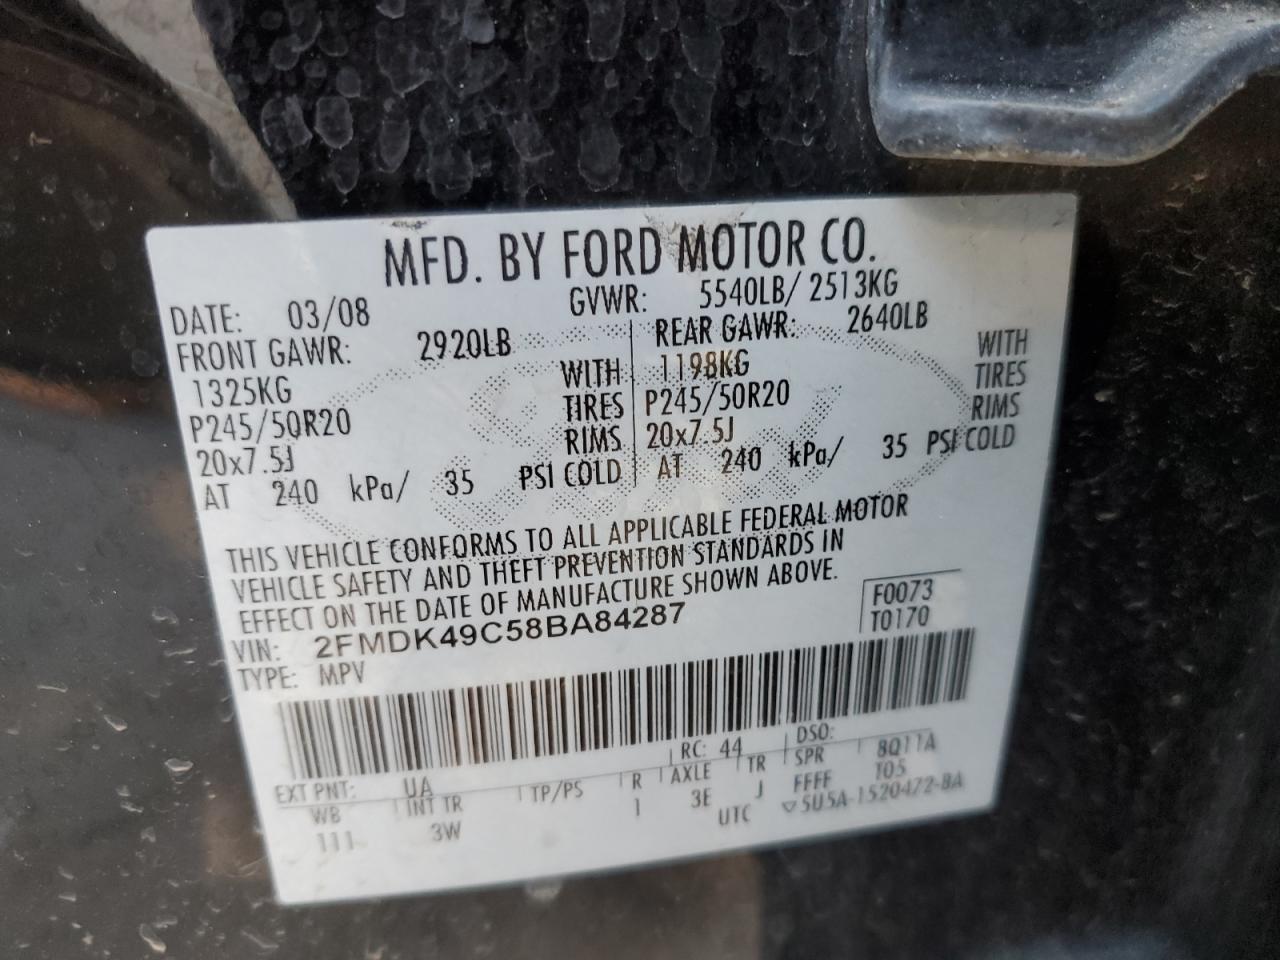 MFD. BY FORD MOTOR CO.
DATE: 03/08 GVWR: 5540LB/ 2513KG
FRONT GAWR: 2920LB REAR GAWR: 2640LB
1325KG WITH 1198KG WITH
P245/50R20 TIRES P245/50R20 TIRES
20x7.5J RIMS 20x7.5J RIMS
AT 240 kPa/ 35 PSI COLD AT 240 kPa/ 35 PSI COLD
THIS VEHICLE CONFORMS TO ALL APPLICABLE FEDERAL MOTOR
VEHICLE SAFETY AND THEFT PREVENTION STANDARDS IN
EFFECT ON THE DATE OF MANUFACTURE SHOWN ABOVE.
F0073
VIN: 2FMDK49C58BA84287 T0170
TYPE: MPV
EXT PNT: UA RC: 44 DSO:
WB INT TR TP/PS R AXLE TR SPR 8Q11A
111 3W 1 3E J FFFF T05
UTC ▽5U5A-1520472-BA